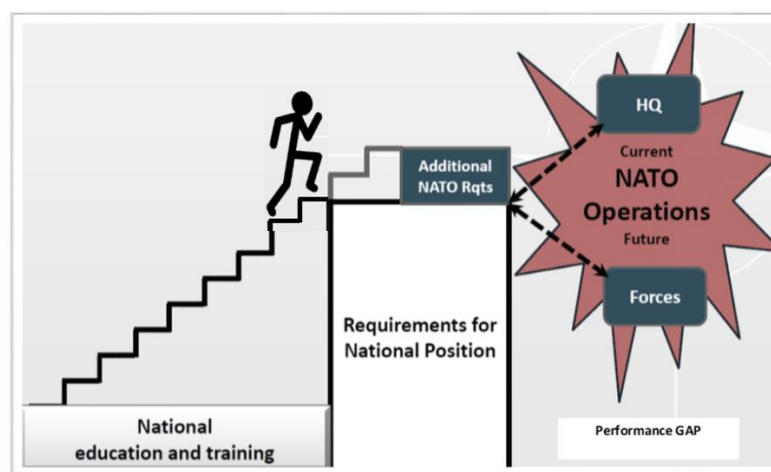 HQ
Current
NATO
Operations
Future
Forces
Additional
NATO Rqts
Requirements for
National Position
National
education and training
Performance GAP